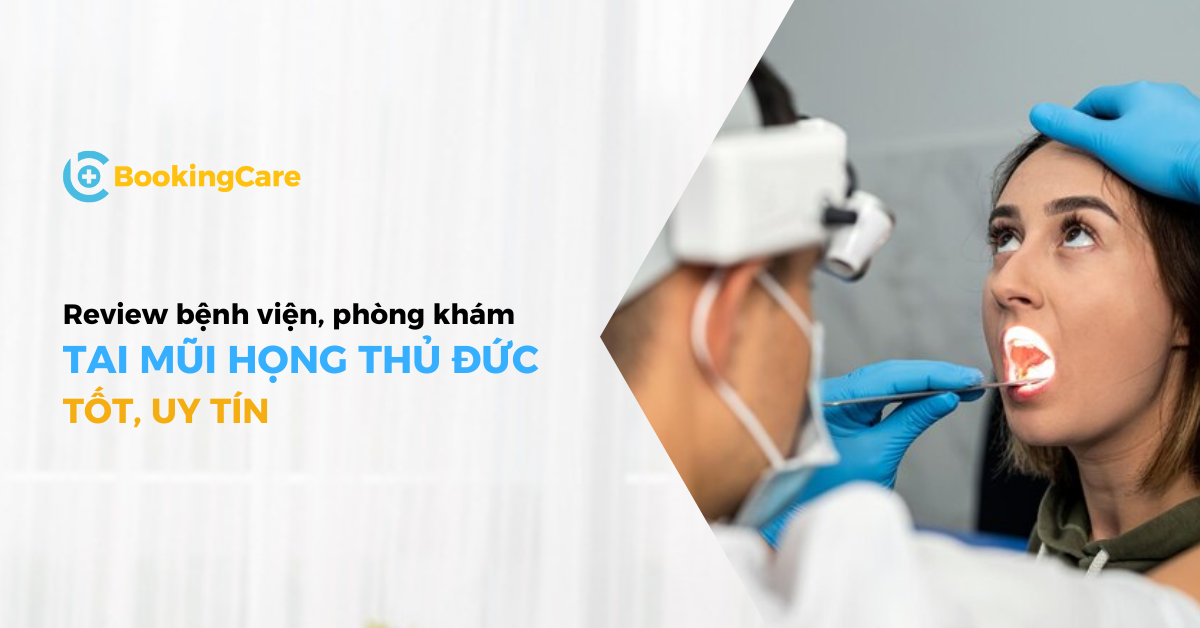 BookingCare
Review bệnh viện, phòng khám
TAI MŨI HỌNG THỦ ĐỨC
TỐT, UY TÍN